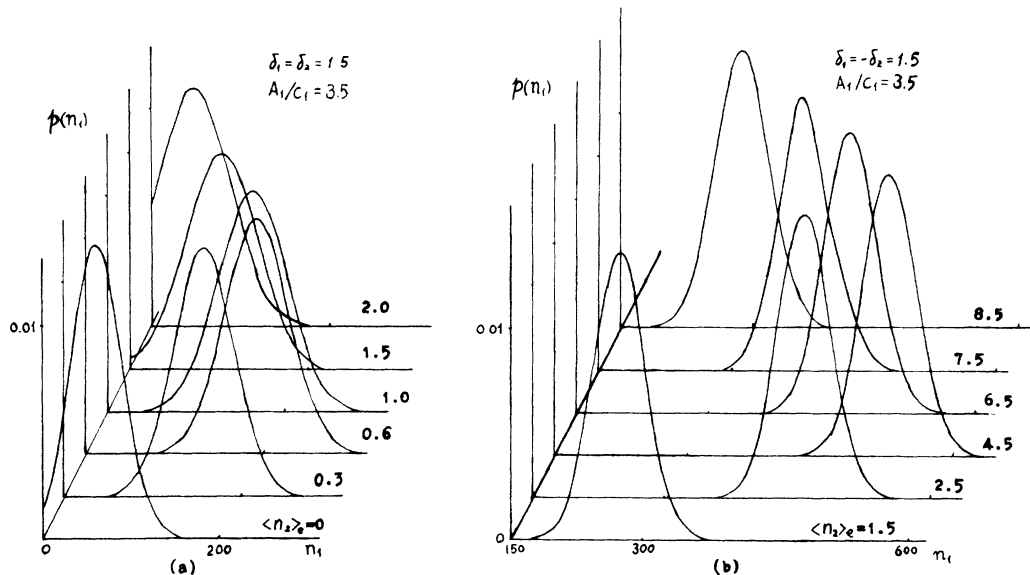 δ₁ = δ₂ = 1.5
A₁/C₁ = 3.5
p(n₁)
0.01
2.0
1.5
1.0
0.6
0.3
<n₂>ₑ=0
0
200
n₁
(a)
δ₁ = -δ₂ = 1.5
A₁/C₁ = 3.5
p(n₁)
0.01
8.5
7.5
6.5
4.5
2.5
<n₂>ₑ=1.5
0
150
300
600
n₁
(b)